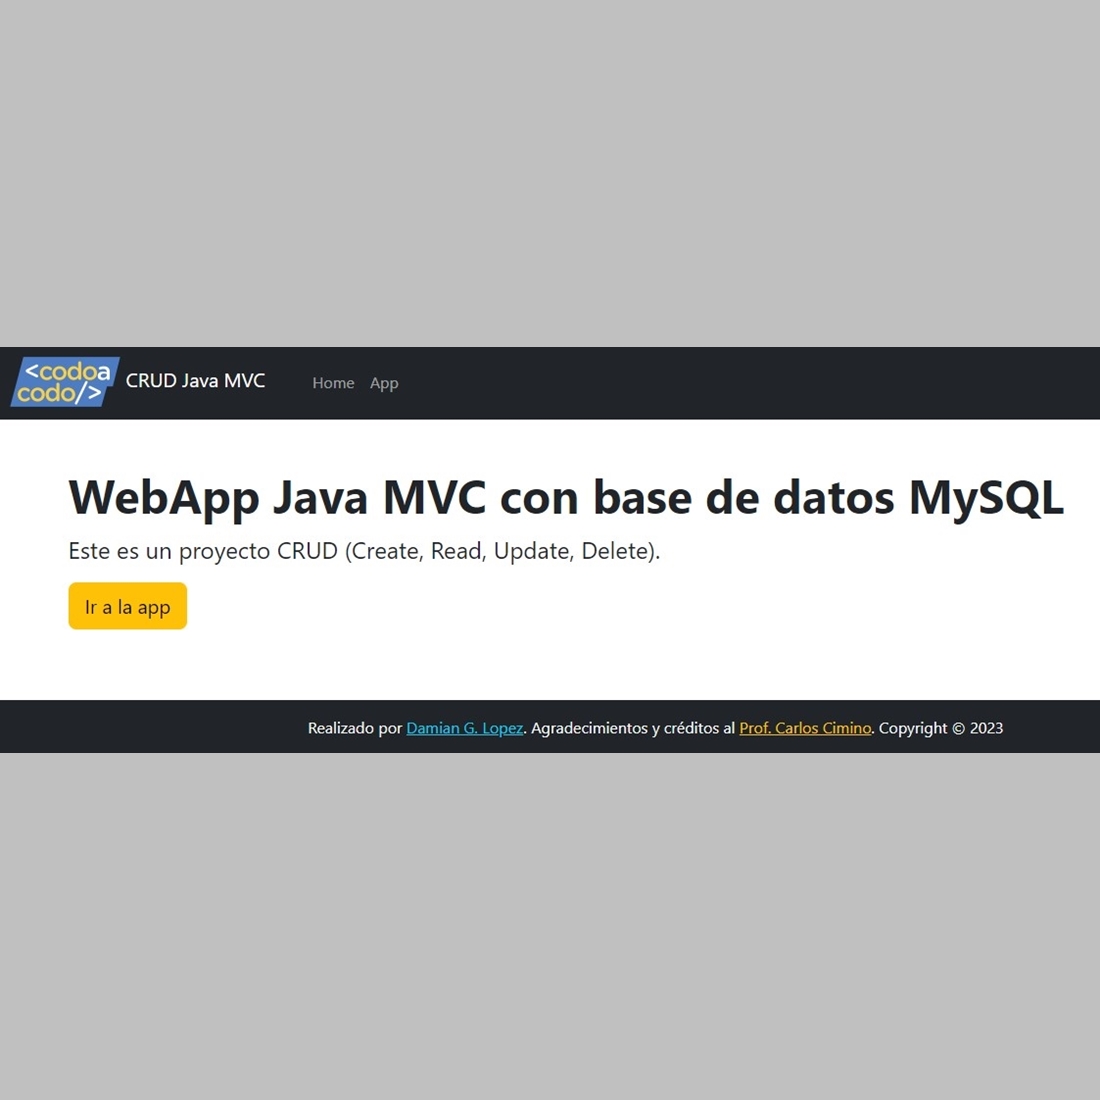 <codoa
codo/>
CRUD Java MVC
Home
App
WebApp Java MVC con base de datos MySQL
Este es un proyecto CRUD (Create, Read, Update, Delete).
Ir a la app
Realizado por Damian G. Lopez. Agradecimientos y créditos al Prof. Carlos Cimino. Copyright © 2023